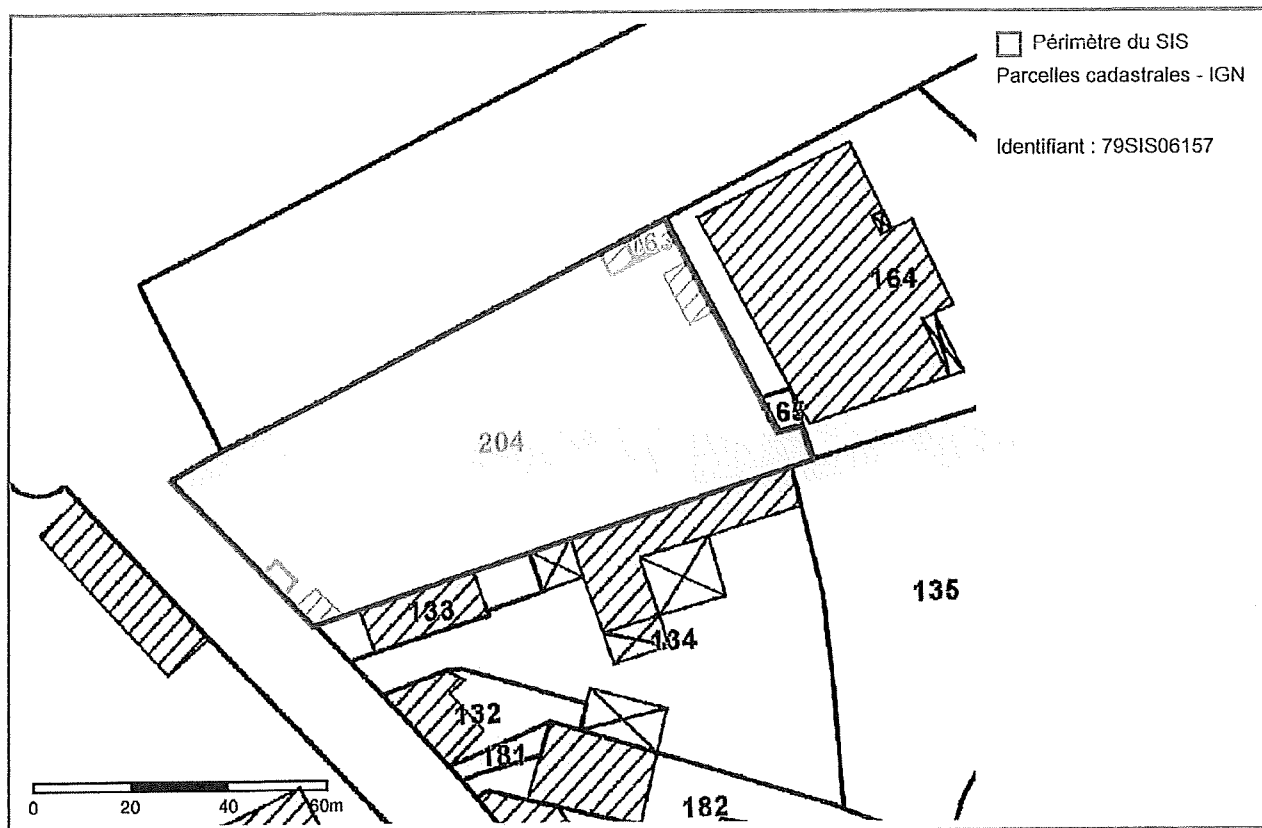 Périmètre du SIS
Parcelles cadastrales - IGN
Identifiant : 79SIS06157
164
204
135
133
134
132
181
182
0 20 40 60m